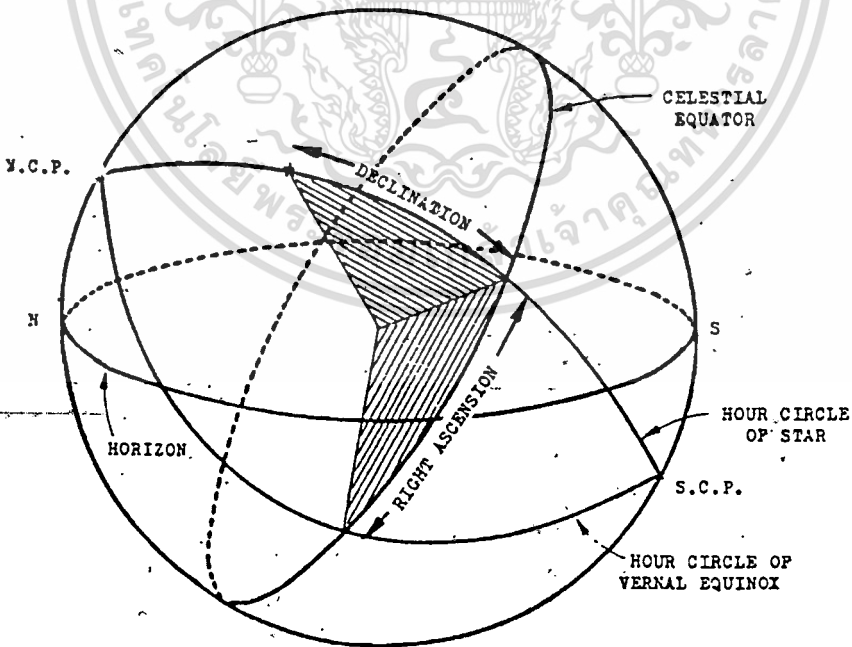 CELESTIAL
EQUATOR
N.C.P.
DECLINATION
N
S
RIGHT ASCENSION
HORIZON
HOUR CIRCLE
OF STAR
S.C.P.
HOUR CIRCLE OF
VERNAL EQUINOX